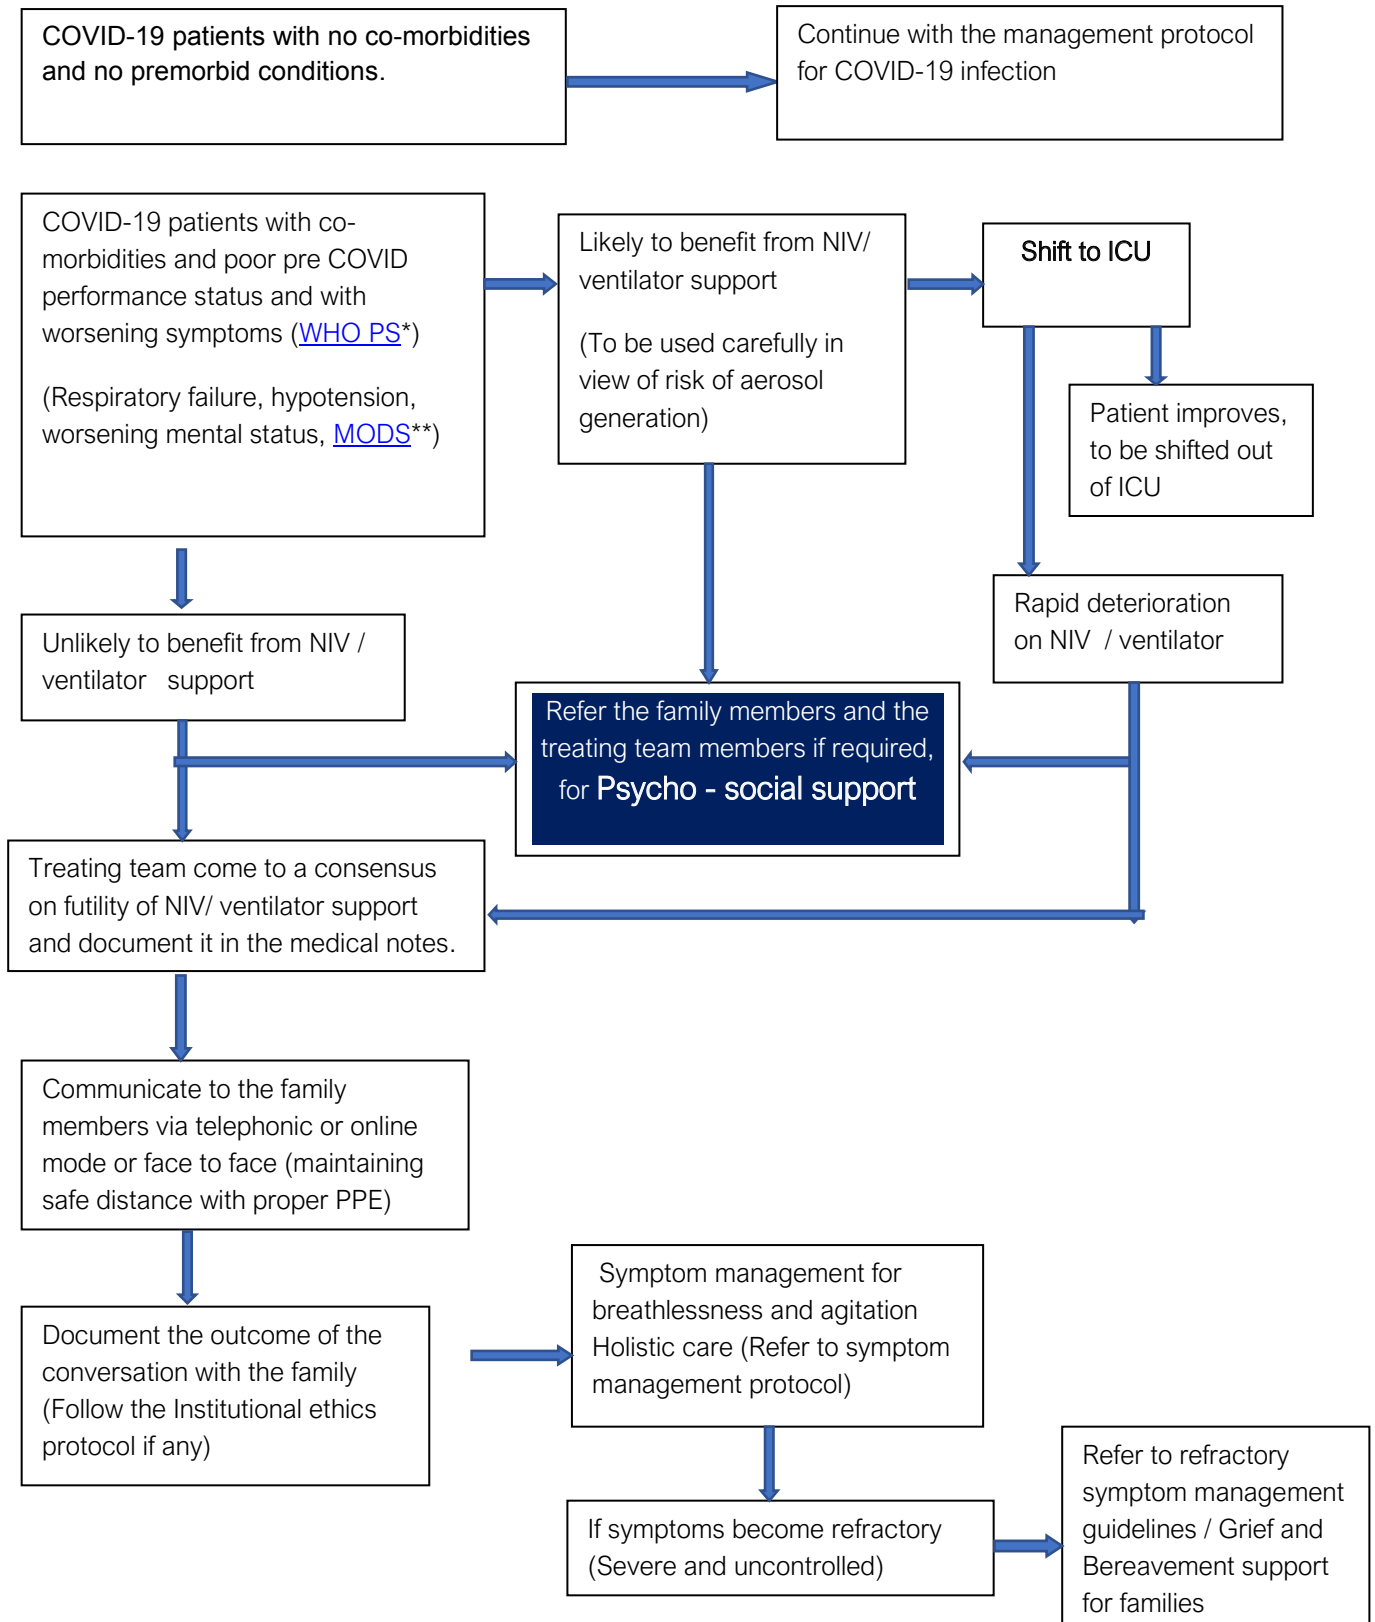 COVID-19 patients with no co-morbidities
and no premorbid conditions.
Continue with the management protocol
for COVID-19 infection
COVID-19 patients with co-
morbidities and poor pre COVID
performance status and with
worsening symptoms (WHO PS*)
(Respiratory failure, hypotension,
worsening mental status, MODS**)
Likely to benefit from NIV/
ventilator support
(To be used carefully in
view of risk of aerosol
generation)
Shift to ICU
Patient improves,
to be shifted out
of ICU
Rapid deterioration
on NIV / ventilator
Unlikely to benefit from NIV /
ventilator support
Refer the family members and the
treating team members if required,
for Psycho - social support
Treating team come to a consensus
on futility of NIV/ ventilator support
and document it in the medical notes.
Communicate to the family
members via telephonic or online
mode or face to face (maintaining
safe distance with proper PPE)
Document the outcome of the
conversation with the family
(Follow the Institutional ethics
protocol if any)
Symptom management for
breathlessness and agitation
Holistic care (Refer to symptom
management protocol)
If symptoms become refractory
(Severe and uncontrolled)
Refer to refractory
symptom management
guidelines / Grief and
Bereavement support
for families